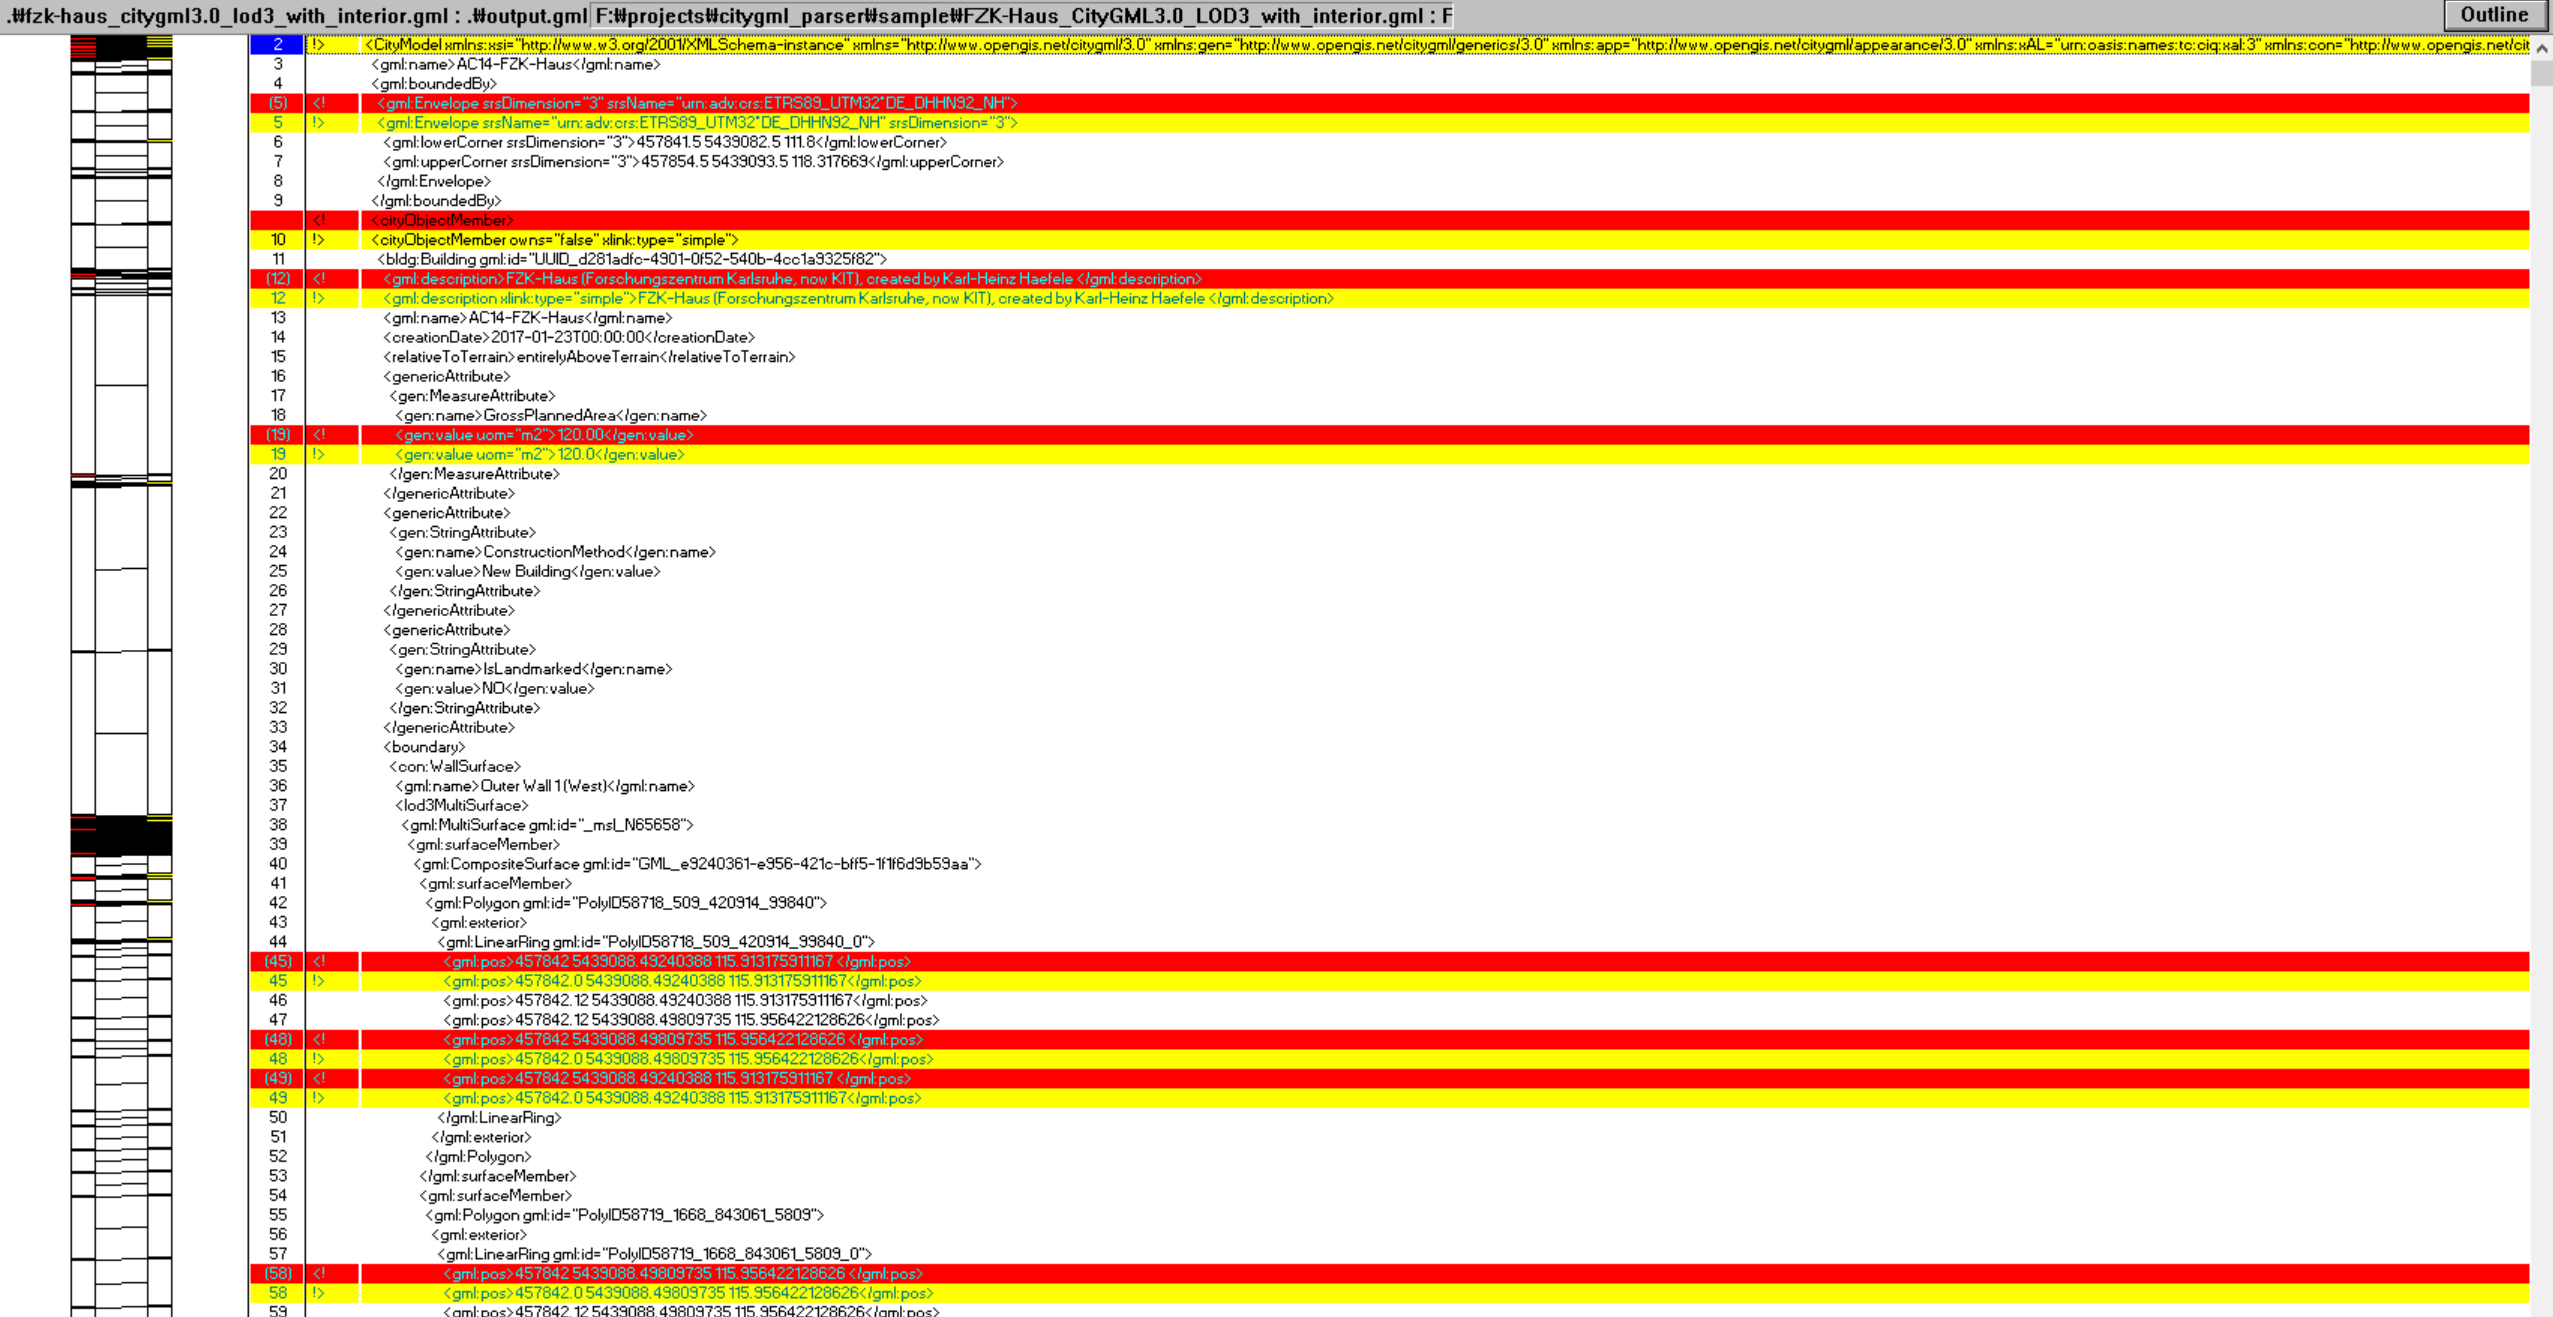 .#fzk-haus_citygml3.0_lod3_with_interior.gml : .#output.gml F:#projects#citygml_parser#sample#FZK-Haus_CityGML3.0_LOD3_with_interior.gml : F Outline
2 !> <CityModel xmlns:xsi="http://www.w3.org/2001/XMLSchema-instance" xmlns="http://www.opengis.net/citygml/3.0" xmlns:gen="http://www.opengis.net/citygml/generics/3.0" xmlns:app="http://www.opengis.net/citygml/appearance/3.0" xmlns:xAL="urn:oasis:names:tc:ciq:xal:3" xmlns:con="http://www.opengis.net/cit
3 <gml:name>AC14-FZK-Haus</gml:name>
4 <gml:boundedBy>
(5) <! <gml:Envelope srsDimension="3" srsName="urn:adv:crs:ETRS89_UTM32*DE_DHHN92_NH">
5 !> <gml:Envelope srsName="urn:adv:crs:ETRS89_UTM32*DE_DHHN92_NH" srsDimension="3">
6 <gml:lowerCorner srsDimension="3">457841.5 5439082.5 111.8</gml:lowerCorner>
7 <gml:upperCorner srsDimension="3">457854.5 5439093.5 118.317669</gml:upperCorner>
8 </gml:Envelope>
9 </gml:boundedBy>
<! <cityObjectMember>
10 !> <cityObjectMember owns="false" xlink:type="simple">
11 <bldg:Building gml:id="UUID_d281adfc-4901-0f52-540b-4cc1a9325f82">
(12) <! <gml:description>FZK-Haus (Forschungszentrum Karlsruhe, now KIT), created by Karl-Heinz Haefele </gml:description>
12 !> <gml:description xlink:type="simple">FZK-Haus (Forschungszentrum Karlsruhe, now KIT), created by Karl-Heinz Haefele </gml:description>
13 <gml:name>AC14-FZK-Haus</gml:name>
14 <creationDate>2017-01-23T00:00:00</creationDate>
15 <relativeToTerrain>entirelyAboveTerrain</relativeToTerrain>
16 <genericAttribute>
17 <gen:MeasureAttribute>
18 <gen:name>GrossPlannedArea</gen:name>
(19) <! <gen:value uom="m2">120.00</gen:value>
19 !> <gen:value uom="m2">120.0</gen:value>
20 </gen:MeasureAttribute>
21 </genericAttribute>
22 <genericAttribute>
23 <gen:StringAttribute>
24 <gen:name>ConstructionMethod</gen:name>
25 <gen:value>New Building</gen:value>
26 </gen:StringAttribute>
27 </genericAttribute>
28 <genericAttribute>
29 <gen:StringAttribute>
30 <gen:name>IsLandmarked</gen:name>
31 <gen:value>NO</gen:value>
32 </gen:StringAttribute>
33 </genericAttribute>
34 <boundary>
35 <con:WallSurface>
36 <gml:name>Outer Wall 1 (West)</gml:name>
37 <lod3MultiSurface>
38 <gml:MultiSurface gml:id="_msl_N65658">
39 <gml:surfaceMember>
40 <gml:CompositeSurface gml:id="GML_e9240361-e956-421c-bff5-1f1f6d9b59aa">
41 <gml:surfaceMember>
42 <gml:Polygon gml:id="PolyID58718_509_420914_99840">
43 <gml:exterior>
44 <gml:LinearRing gml:id="PolyID58718_509_420914_99840_0">
(45) <! <gml:pos>457842 5439088.49240388 115.913175911167 </gml:pos>
45 !> <gml:pos>457842.0 5439088.49240388 115.913175911167</gml:pos>
46 <gml:pos>457842.12 5439088.49240388 115.913175911167</gml:pos>
47 <gml:pos>457842.12 5439088.49809735 115.956422128626</gml:pos>
(48) <! <gml:pos>457842 5439088.49809735 115.956422128626 </gml:pos>
48 !> <gml:pos>457842.0 5439088.49809735 115.956422128626</gml:pos>
(49) <! <gml:pos>457842 5439088.49240388 115.913175911167 </gml:pos>
49 !> <gml:pos>457842.0 5439088.49240388 115.913175911167</gml:pos>
50 </gml:LinearRing>
51 </gml:exterior>
52 </gml:Polygon>
53 </gml:surfaceMember>
54 <gml:surfaceMember>
55 <gml:Polygon gml:id="PolyID58719_1668_843061_5809">
56 <gml:exterior>
57 <gml:LinearRing gml:id="PolyID58719_1668_843061_5809_0">
(58) <! <gml:pos>457842 5439088.49809735 115.956422128626 </gml:pos>
58 !> <gml:pos>457842.0 5439088.49809735 115.956422128626</gml:pos>
59 <gml:pos>457842.12 5439088.49809735 115.956422128626</gml:pos>